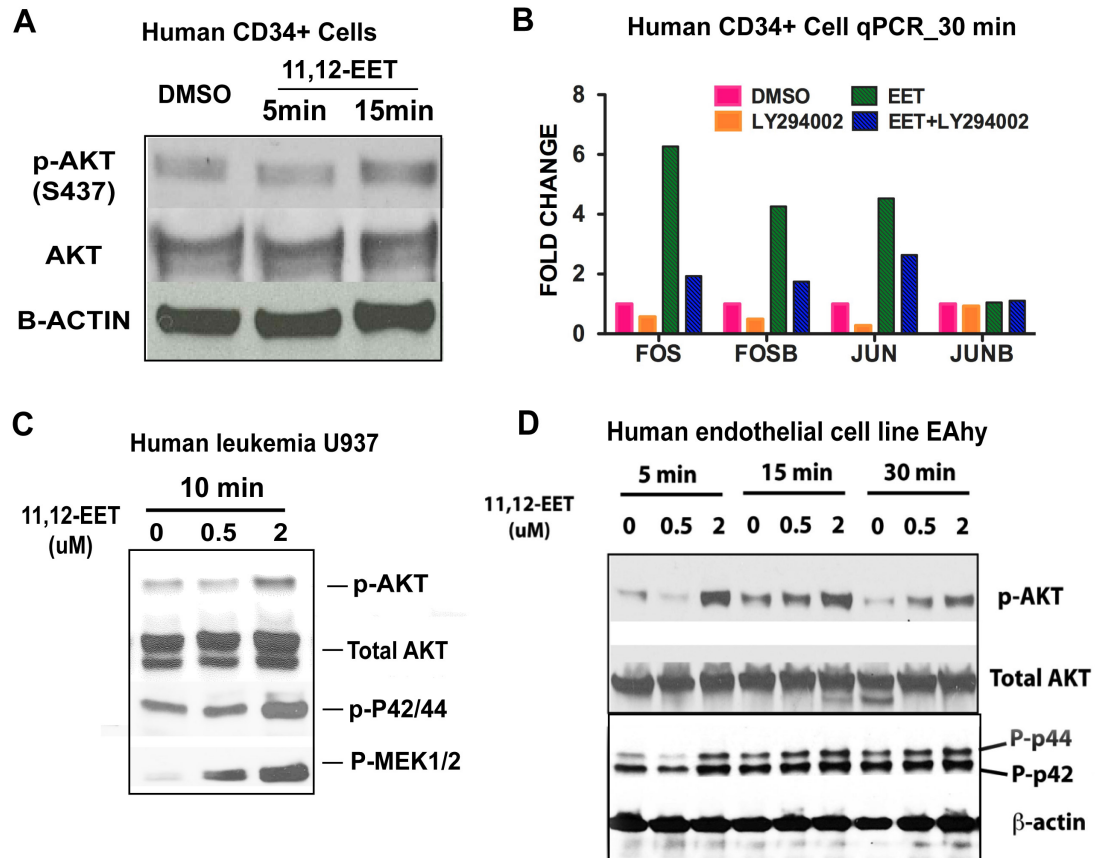 A
Human CD34+ Cells
DMSO
11,12-EET
5min 15min
p-AKT
(S437)
AKT
B-ACTIN
B
Human CD34+ Cell qPCR_30 min
FOLD CHANGE
8
6
4
2
0
DMSO
EET
LY294002
EET+LY294002
FOS FOSB JUN JUNB
C
Human leukemia U937
10 min
11,12-EET
(uM)
0 0.5 2
p-AKT
Total AKT
p-P42/44
P-MEK1/2
D
Human endothelial cell line EAhy
5 min 15 min 30 min
11,12-EET
(uM)
0 0.5 2 0 0.5 2 0 0.5 2
p-AKT
Total AKT
P-p44
P-p42
β-actin